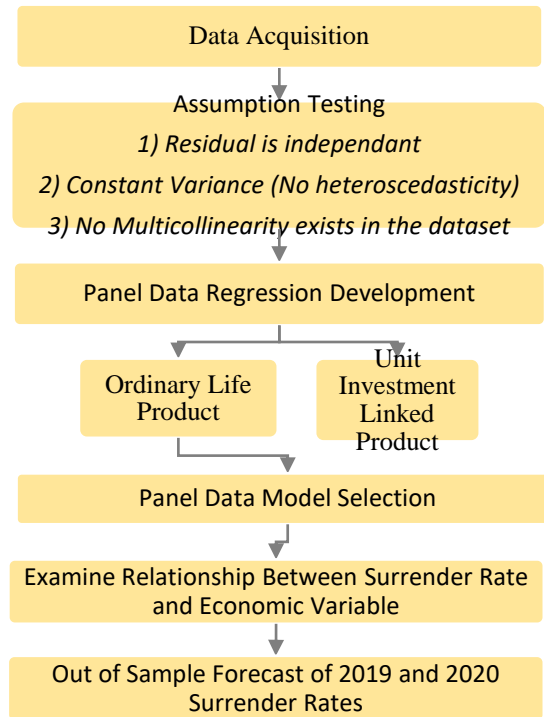 Data Acquisition
Assumption Testing
1) Residual is independant
2) Constant Variance (No heteroscedasticity)
3) No Multicollinearity exists in the dataset
Panel Data Regression Development
Ordinary Life
Product
Unit
Investment
Linked
Product
Panel Data Model Selection
Examine Relationship Between Surrender Rate
and Economic Variable
Out of Sample Forecast of 2019 and 2020
Surrender Rates